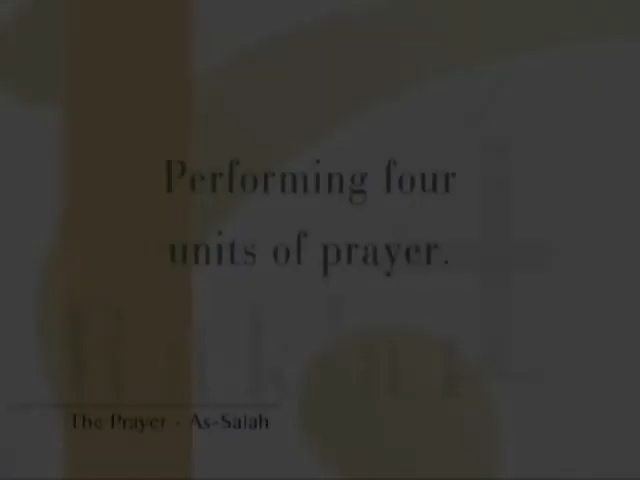 Performing four
units of prayer.
The Prayer - As-Salah